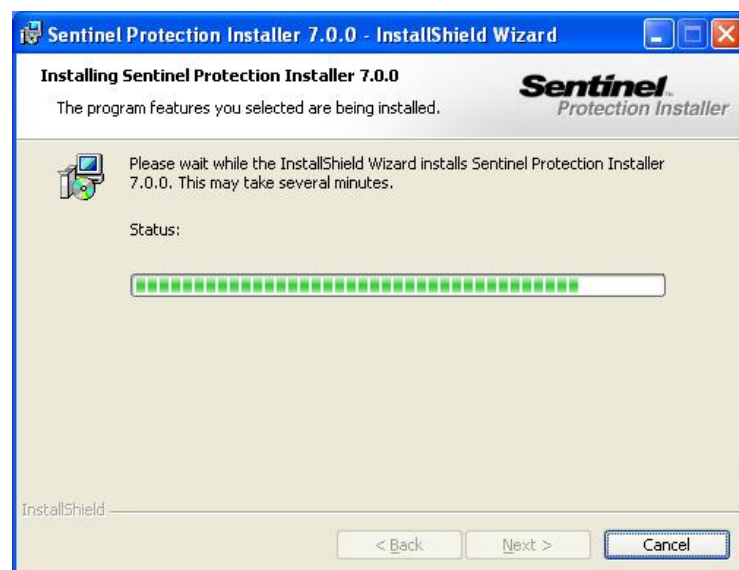 Sentinel Protection Installer 7.0.0 - InstallShield Wizard
Installing Sentinel Protection Installer 7.0.0
The program features you selected are being installed.
Sentinel™
Protection Installer
Please wait while the InstallShield Wizard installs Sentinel Protection Installer
7.0.0. This may take several minutes.
Status:
InstallShield
< Back
Next >
Cancel